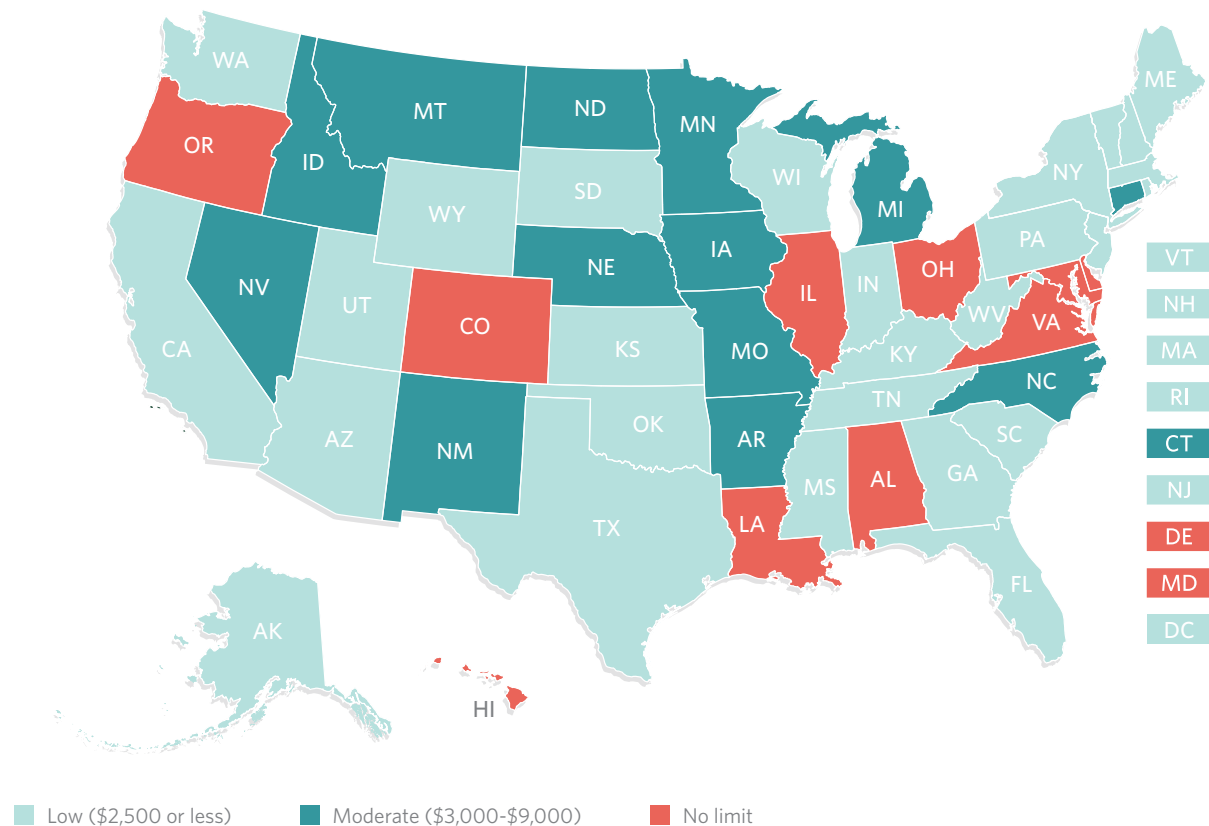 WA
ME
MT
ND
MN
OR
ID
NY
WI
SD
MI
WY
PA
IA
VT
NE
OH
NV
IN
IL
UT
NH
WV
VA
CO
CA
KS
MO
KY
MA
NC
RI
TN
OK
SC
AZ
AR
CT
NM
GA
AL
MS
NJ
LA
TX
DE
FL
MD
AK
DC
HI
Low ($2,500 or less)
Moderate ($3,000-$9,000)
No limit